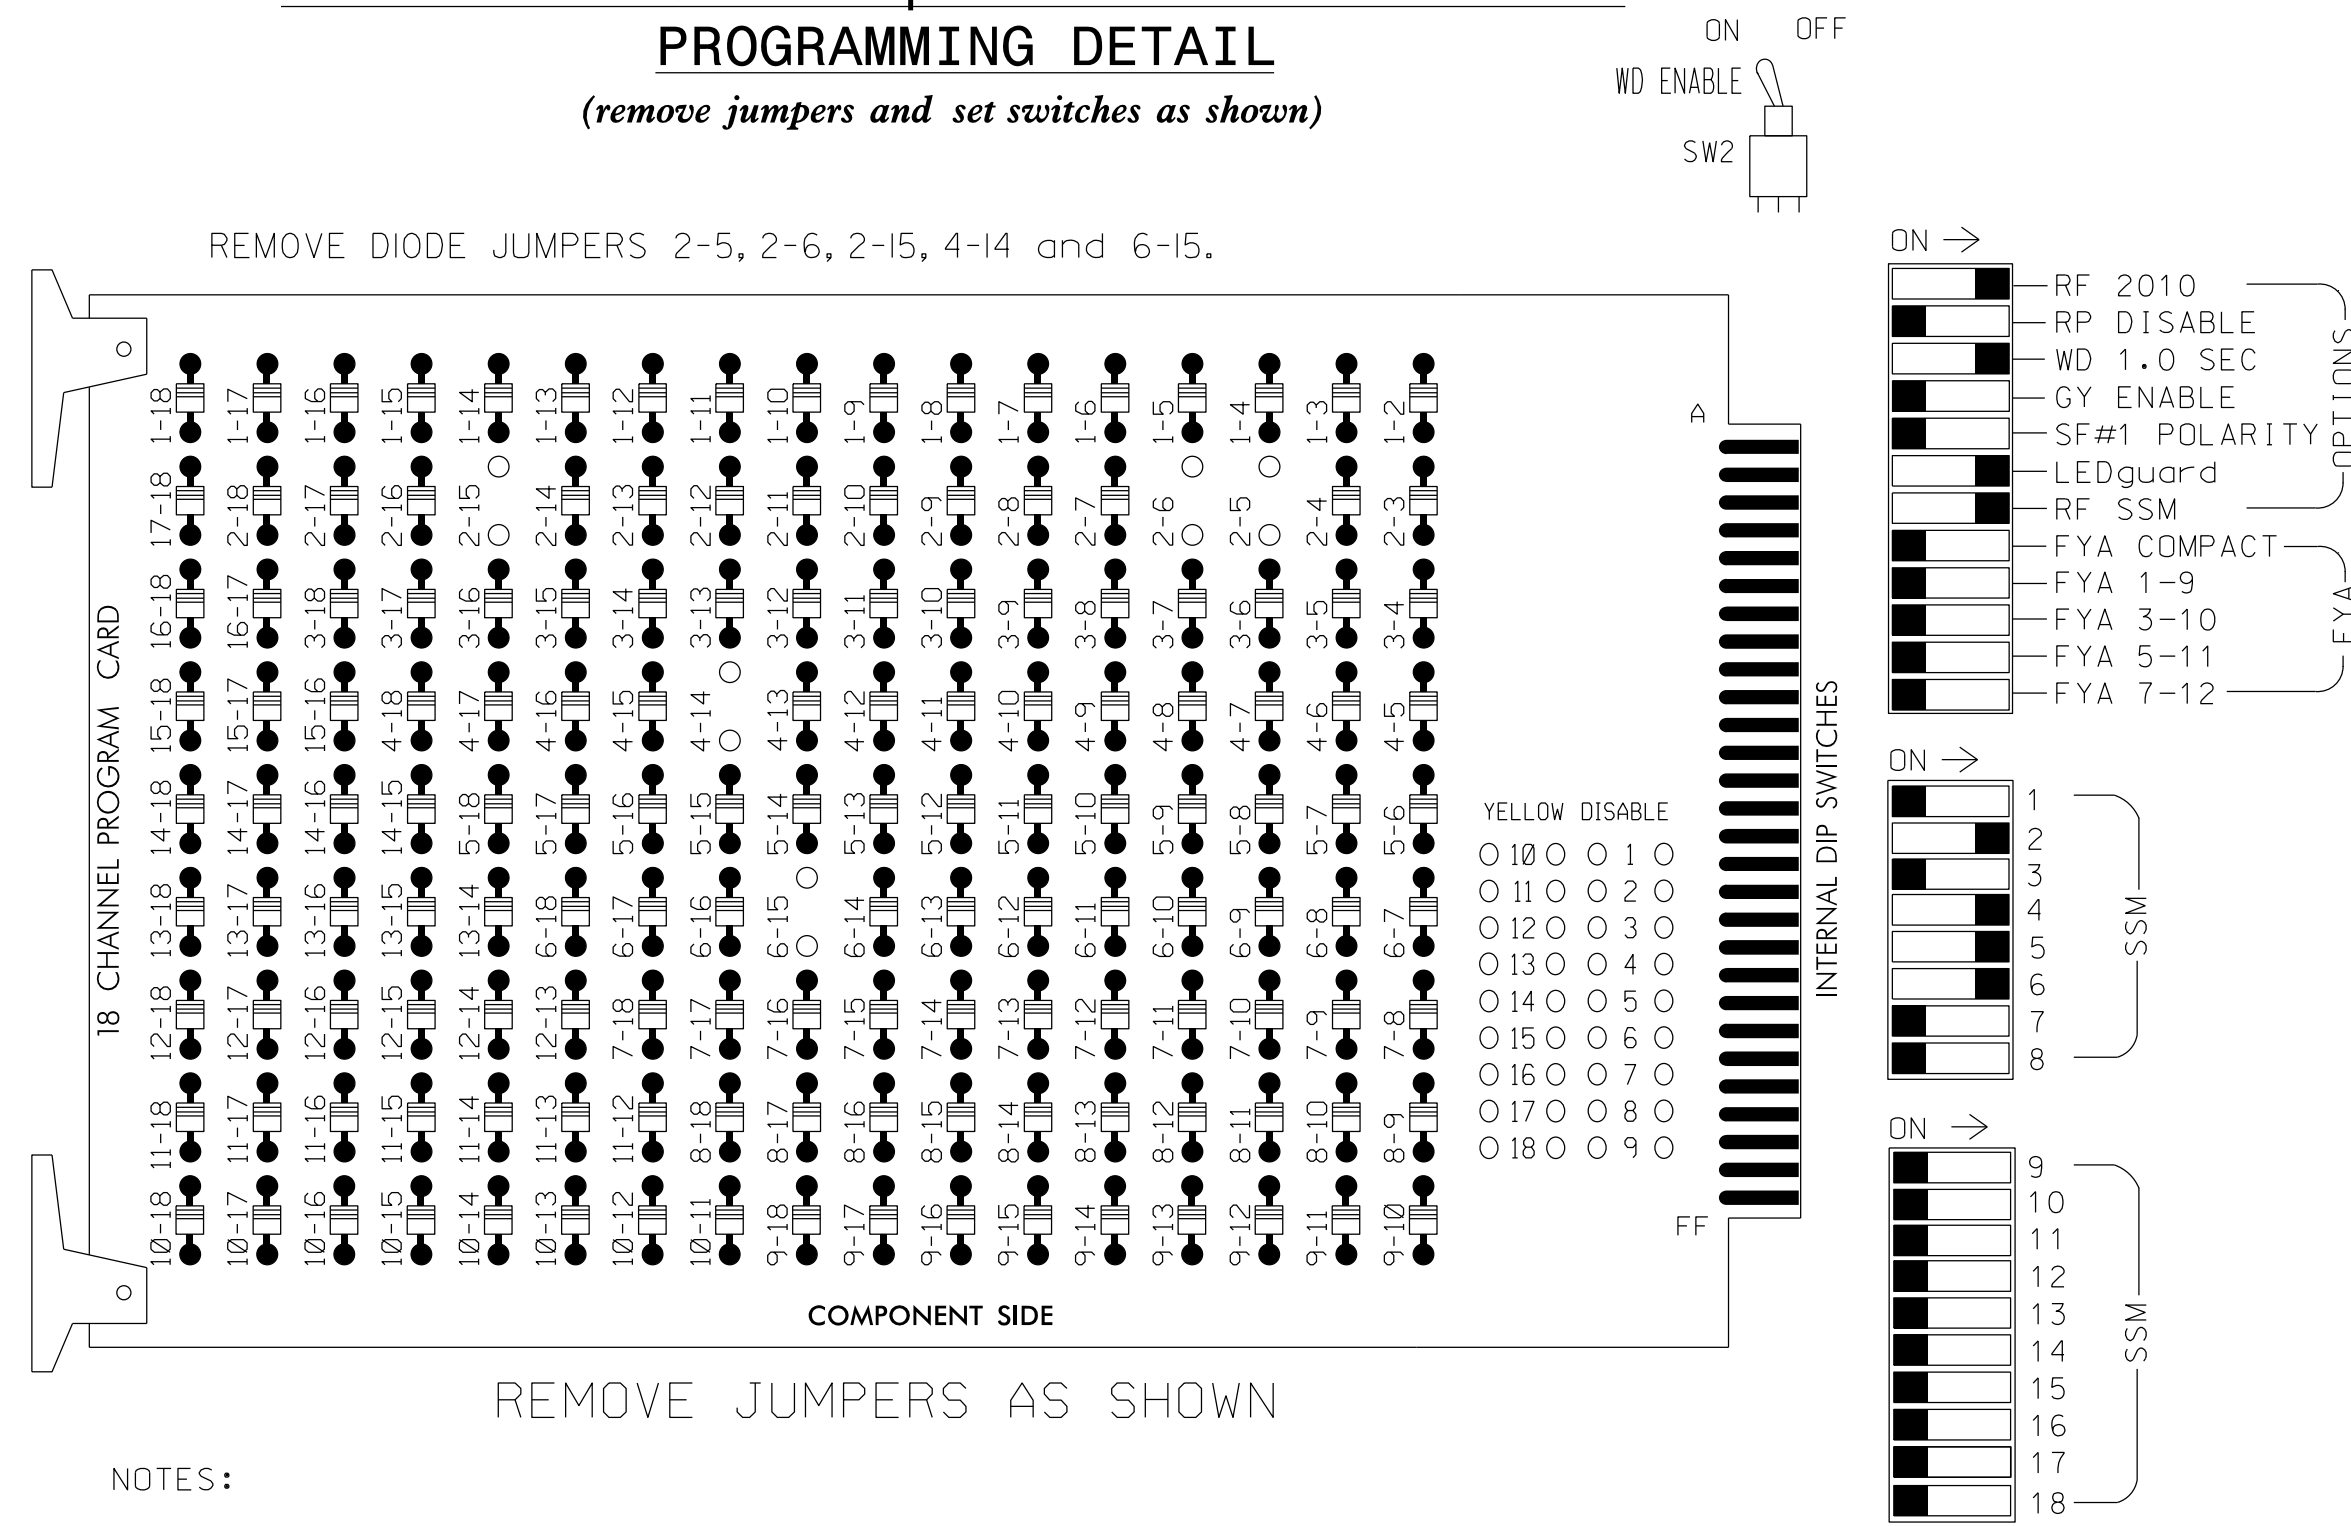 PROGRAMMING DETAIL
(remove jumpers and set switches as shown)
ON OFF
WD ENABLE
SW2
REMOVE DIODE JUMPERS 2-5, 2-6, 2-15, 4-14 and 6-15.
18 CHANNEL PROGRAM CARD
1-18 1-17 1-16 1-15 1-14 1-13 1-12 1-11 1-10 1-9 1-8 1-7 1-6 1-5 1-4 1-3 1-2
17-18 2-18 2-17 2-16 2-15 2-14 2-13 2-12 2-11 2-10 2-9 2-8 2-7 2-6 2-5 2-4 2-3
16-18 16-17 3-18 3-17 3-16 3-15 3-14 3-13 3-12 3-11 3-10 3-9 3-8 3-7 3-6 3-5 3-4
15-18 15-17 15-16 4-18 4-17 4-16 4-15 4-14 4-13 4-12 4-11 4-10 4-9 4-8 4-7 4-6 4-5
14-18 14-17 14-16 14-15 5-18 5-17 5-16 5-15 5-14 5-13 5-12 5-11 5-10 5-9 5-8 5-7 5-6
13-18 13-17 13-16 13-15 13-14 6-18 6-17 6-16 6-15 6-14 6-13 6-12 6-11 6-10 6-9 6-8 6-7
12-18 12-17 12-16 12-15 12-14 12-13 7-18 7-17 7-16 7-15 7-14 7-13 7-12 7-11 7-10 7-9 7-8
11-18 11-17 11-16 11-15 11-14 11-13 11-12 8-18 8-17 8-16 8-15 8-14 8-13 8-12 8-11 8-10 8-9
10-18 10-17 10-16 10-15 10-14 10-13 10-12 10-11 9-18 9-17 9-16 9-15 9-14 9-13 9-12 9-11 9-10
A
YELLOW DISABLE
10 1
11 2
12 3
13 4
14 5
15 6
16 7
17 8
18 9
FF
COMPONENT SIDE
REMOVE JUMPERS AS SHOWN
NOTES:
INTERNAL DIP SWITCHES
ON
RF 2010
RP DISABLE
WD 1.0 SEC
GY ENABLE
SF#1 POLARITY
LEDguard
RF SSM
OPTIONS
FYA COMPACT
FYA 1-9
FYA 3-10
FYA 5-11
FYA 7-12
FYA
ON
1
2
3
4
5
6
7
8
SSM
ON
9
10
11
12
13
14
15
16
17
18
SSM